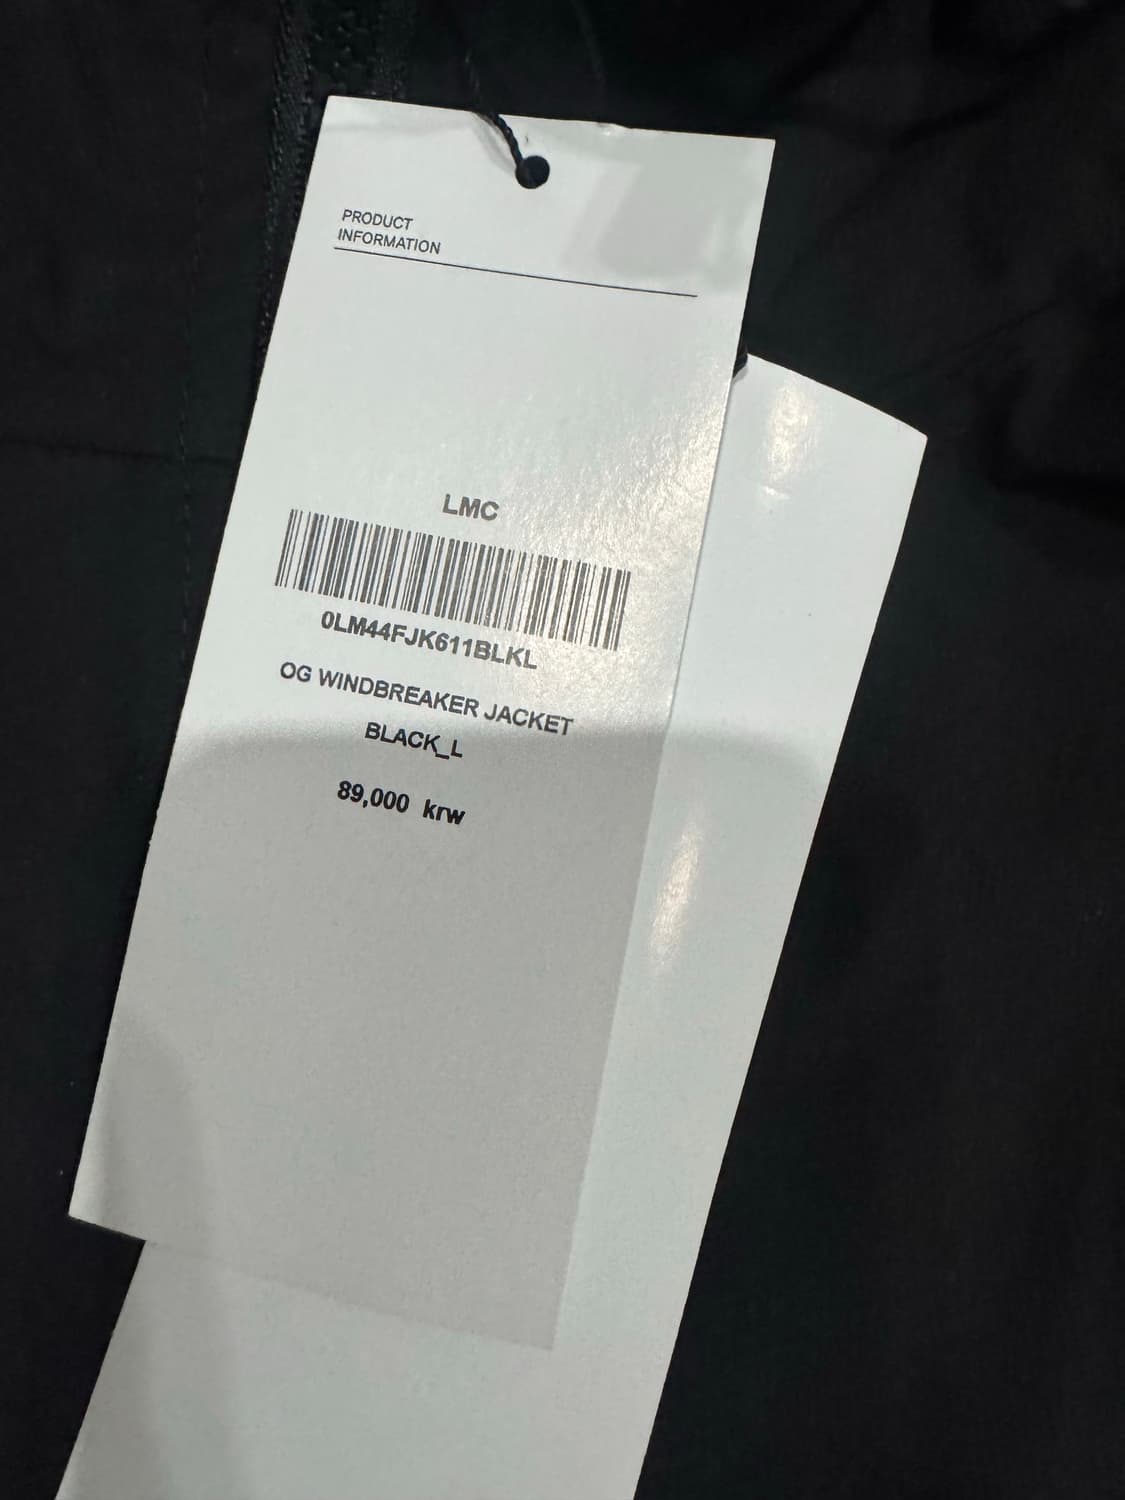 PRODUCT
INFORMATION
LMC
0LM44FJK611BLKL
OG WINDBREAKER JACKET
BLACK_L
89,000 krw